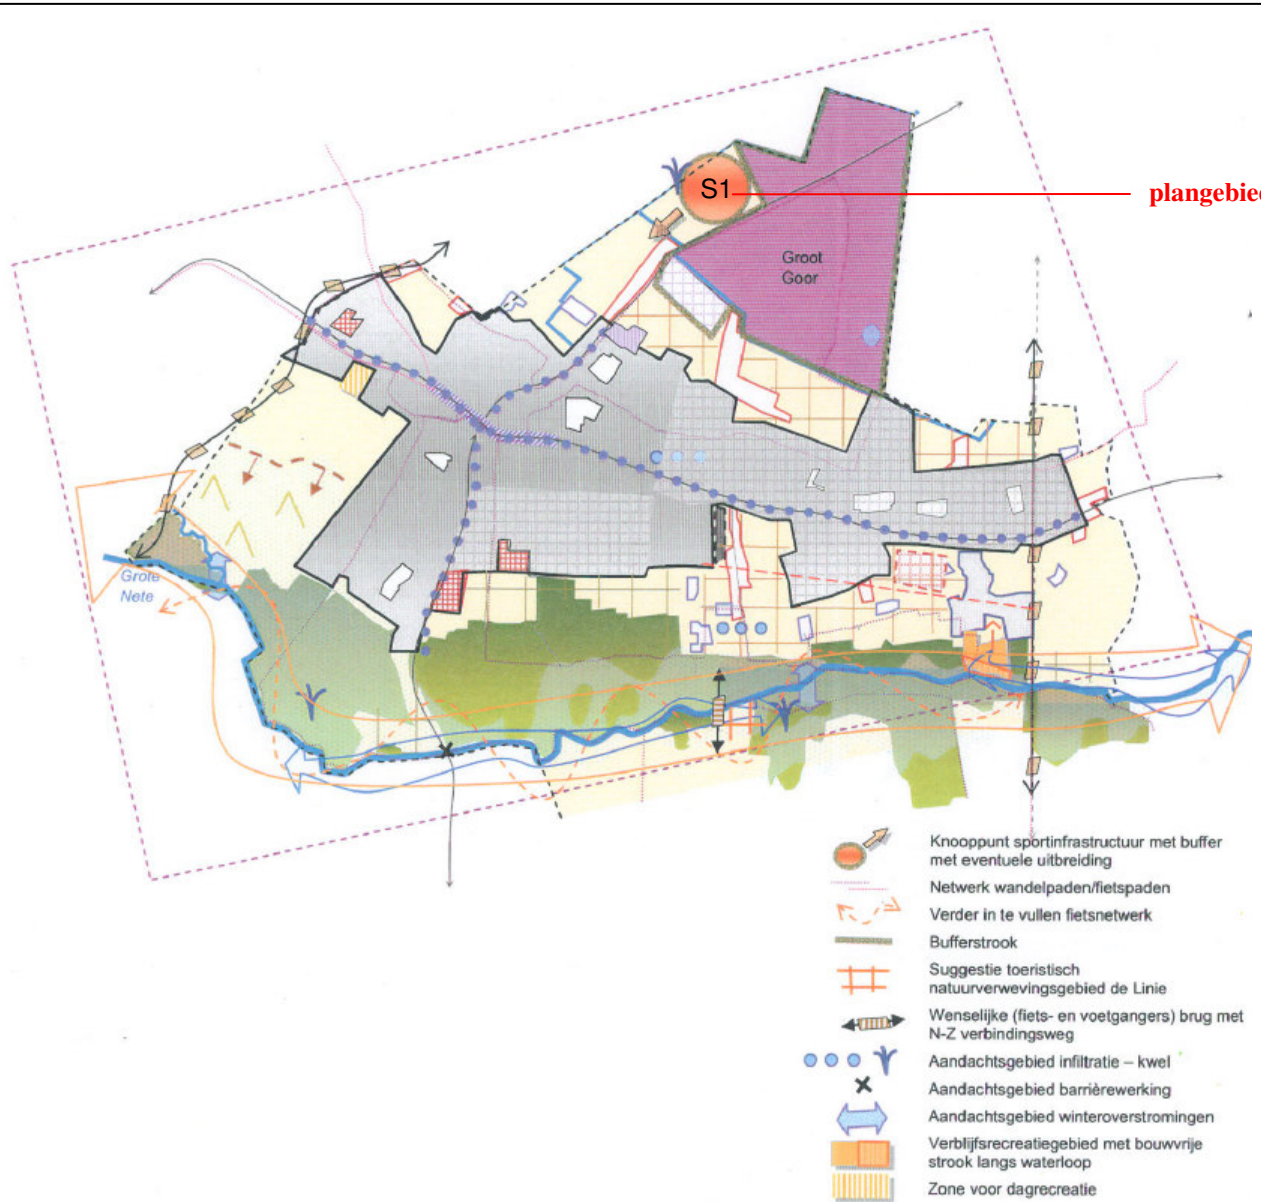 S1
plangebied
Groot
Goor
Grote
Nete
Knooppunt sportinfrastructuur met buffer
met eventuele uitbreiding
Netwerk wandelpaden/fietspaden
Verder in te vullen fietsnetwerk
Bufferstrook
Suggestie toeristisch
natuurverwevingsgebied de Linie
Wenselijke (fiets- en voetgangers) brug met
N-Z verbindingsweg
Aandachtsgebied infiltratie – kwel
Aandachtsgebied barrièrewerking
Aandachtsgebied winteroverstromingen
Verblijfsrecreatiegebied met bouwvrije
strook langs waterloop
Zone voor dagrecreatie